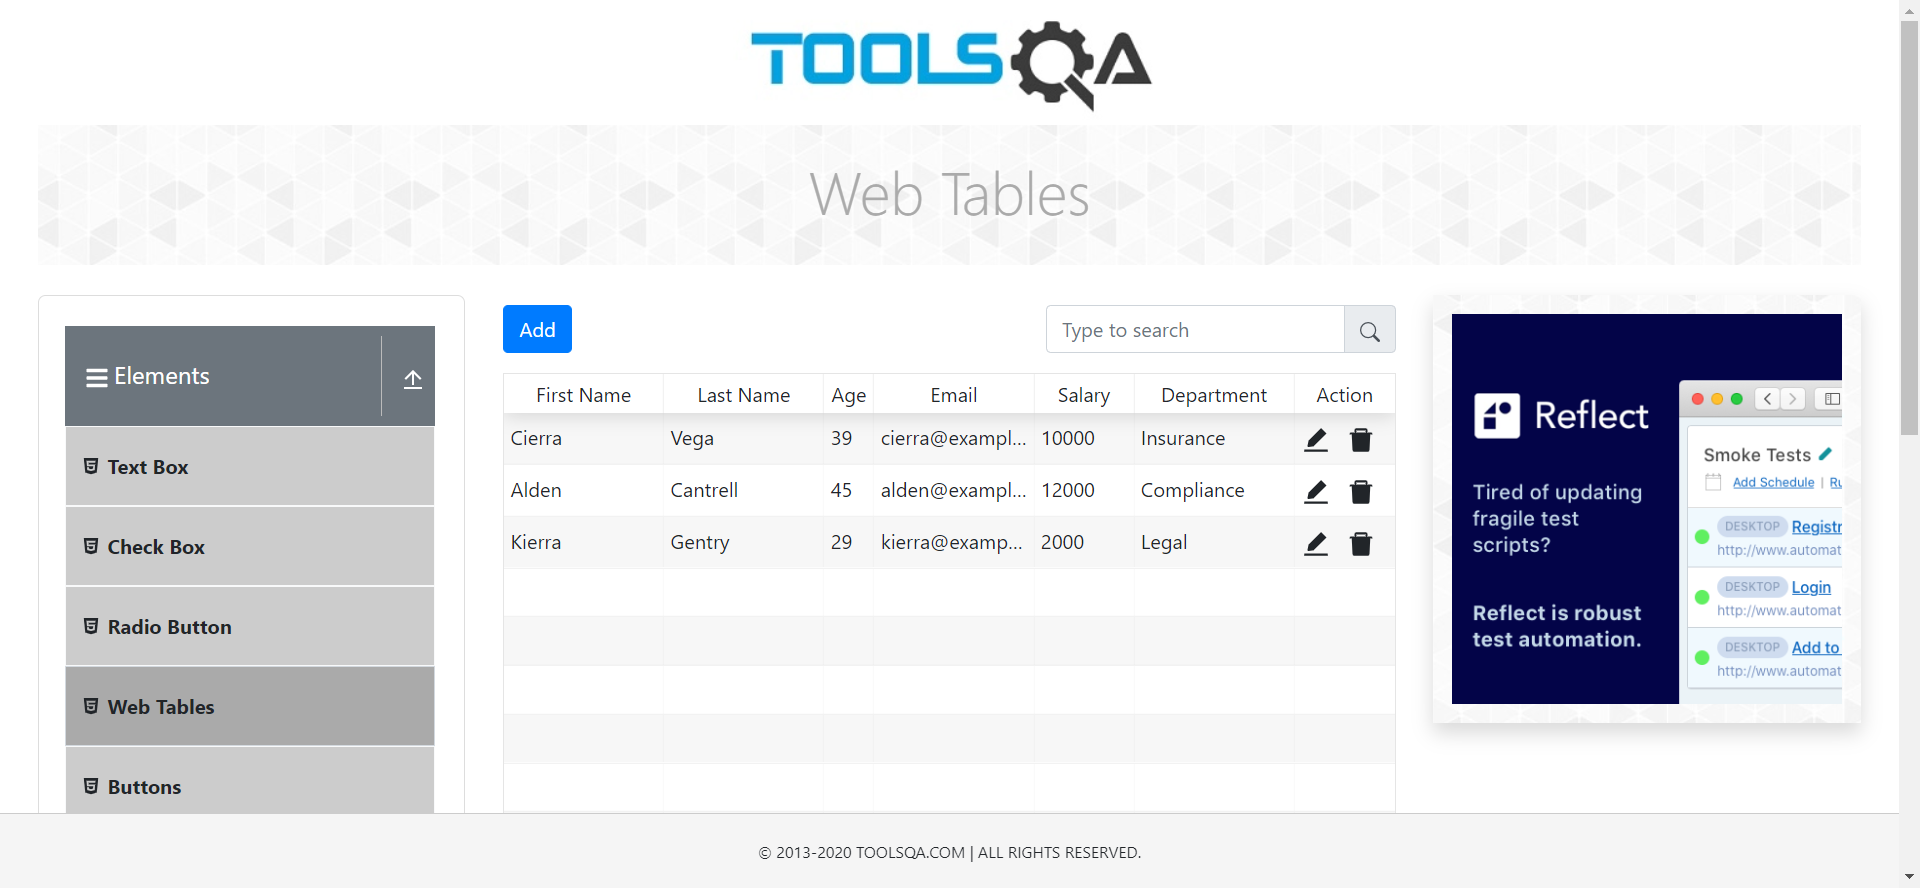 TOOLSQA
Web Tables
Elements
Text Box
Check Box
Radio Button
Web Tables
Buttons
Add
Type to search
First Name Last Name Age Email Salary Department Action
Cierra Vega 39 cierra@exampl... 10000 Insurance
Alden Cantrell 45 alden@exampl... 12000 Compliance
Kierra Gentry 29 kierra@examp... 2000 Legal
Reflect
Tired of updating
fragile test
scripts?
Reflect is robust
test automation.
Smoke Tests
Add Schedule | Ru
DESKTOP Registr
http://www.automat
DESKTOP Login
http://www.automat
DESKTOP Add to
http://www.automat
© 2013-2020 TOOLSQA.COM | ALL RIGHTS RESERVED.